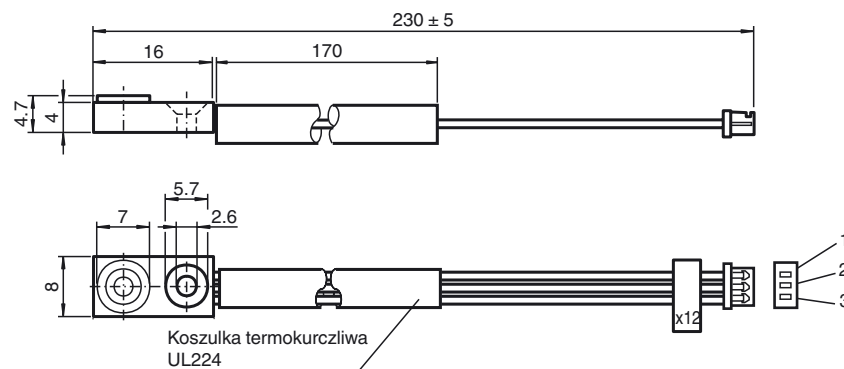 230 ± 5
16
170
4.7
4
5.7
7
2.6
8
1
2
3
x12
Koszulka termokurczliwa
UL224